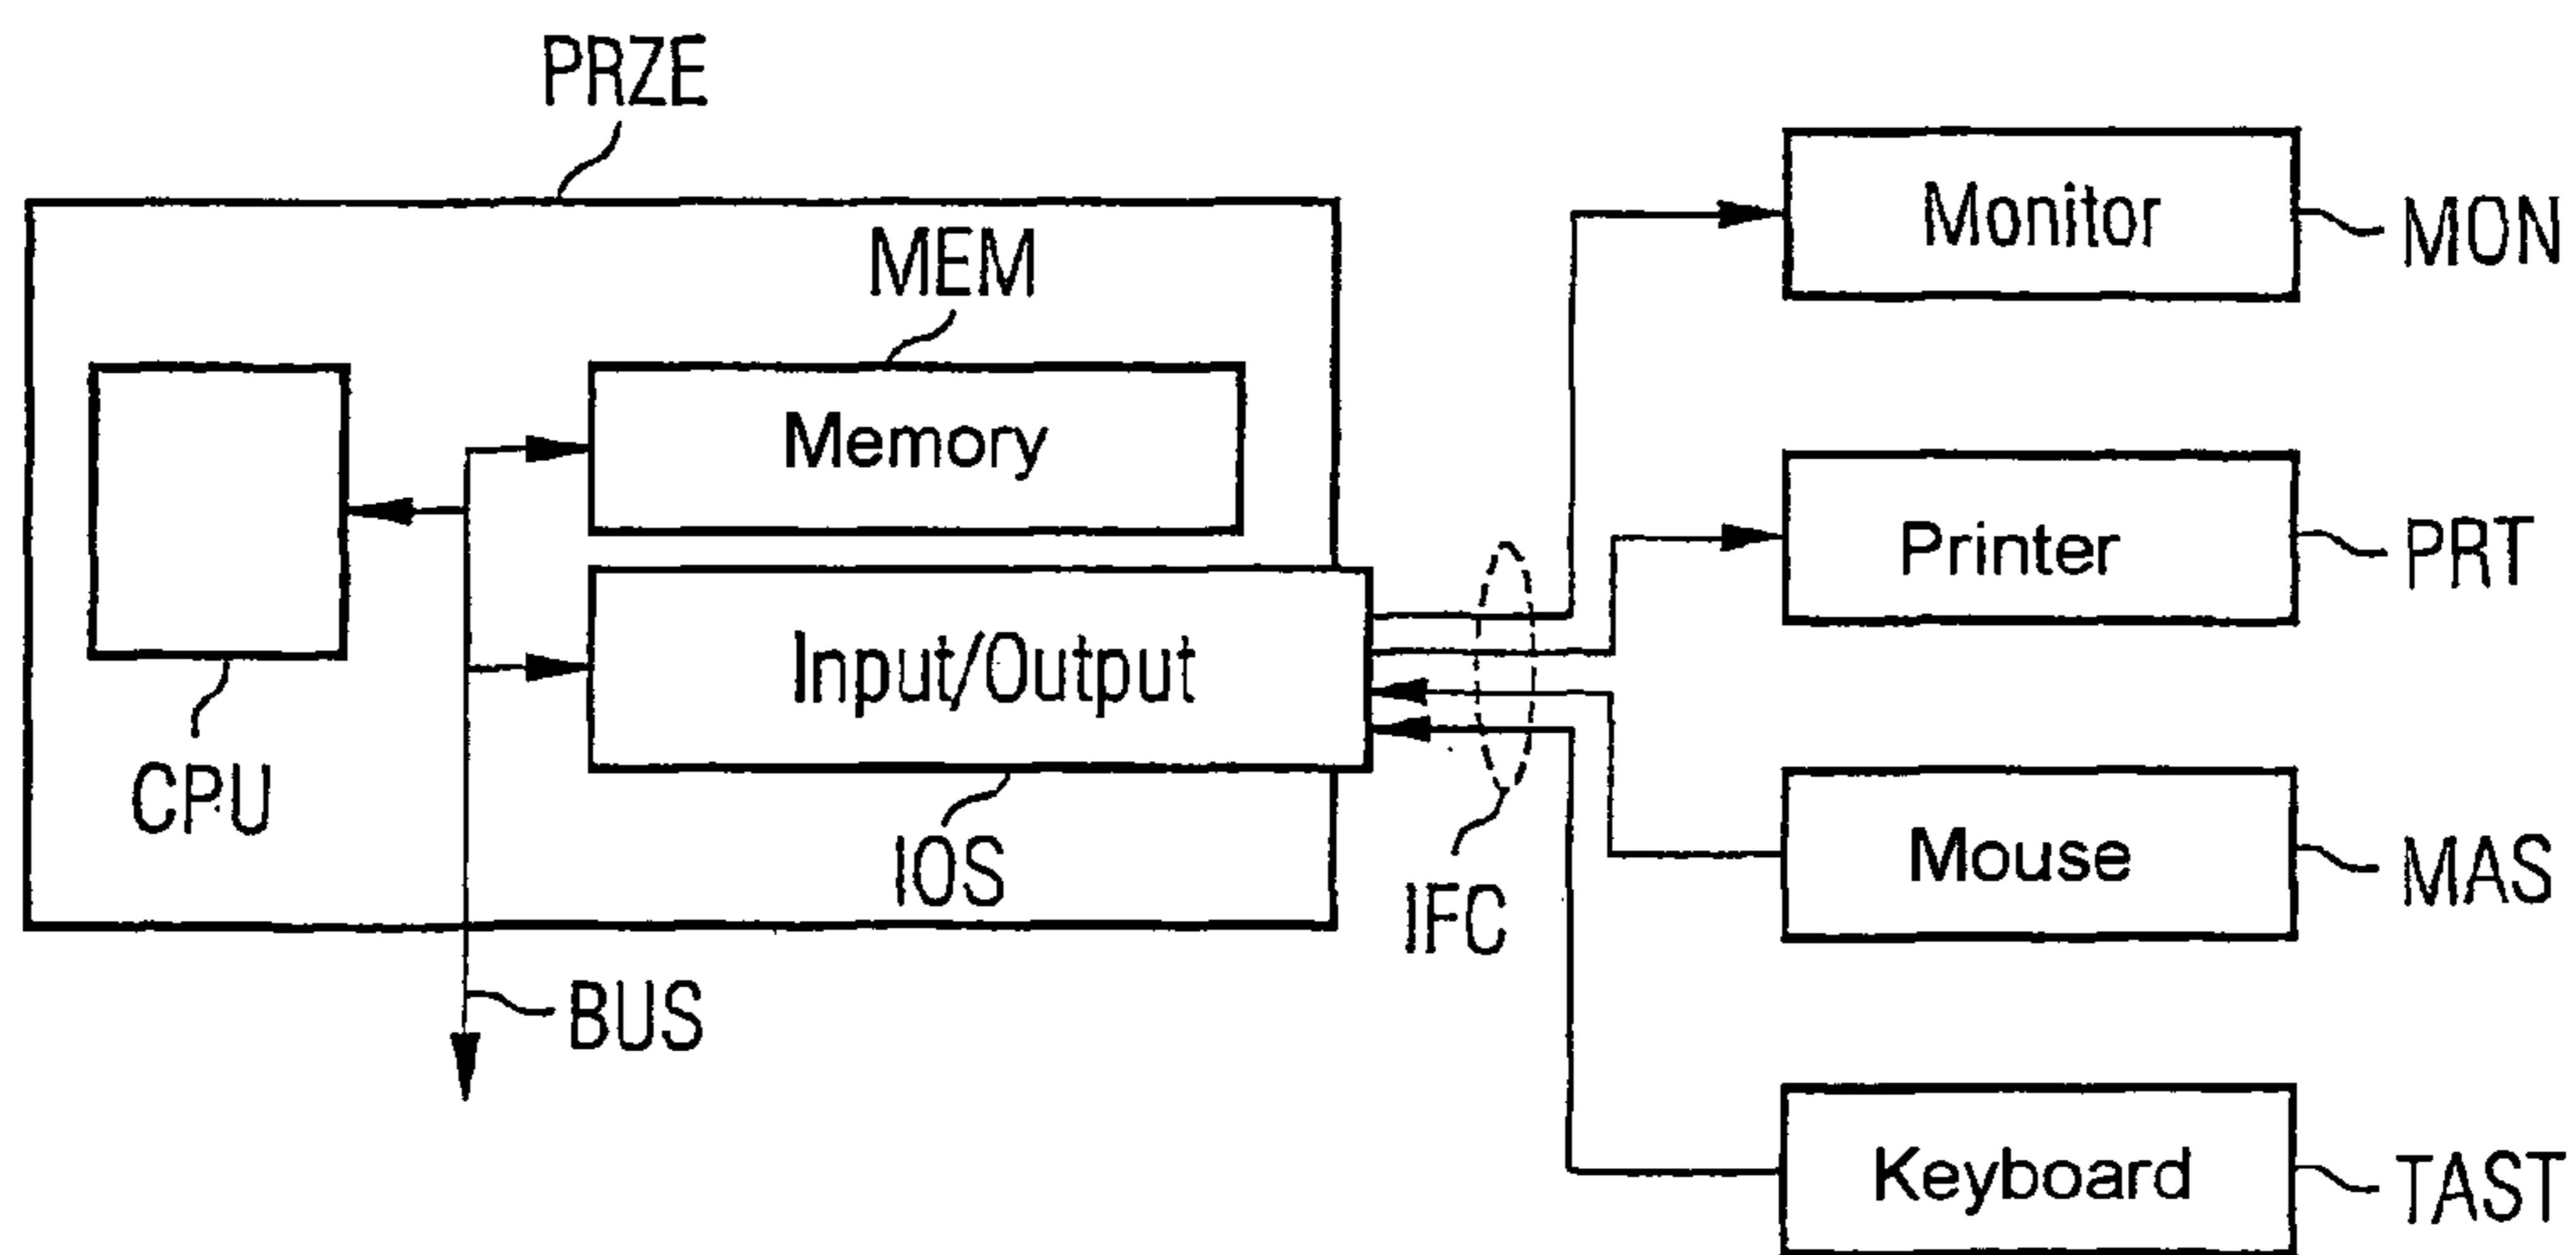 PRZE
MEM
Memory
CPU
Input/Output
IOS
BUS
IFC
Monitor
MON
Printer
PRT
Mouse
MAS
Keyboard
TAST